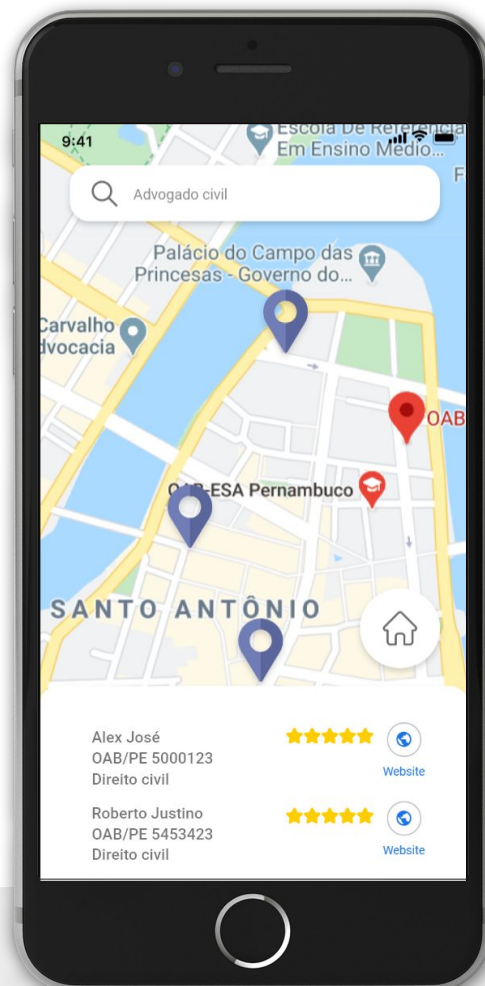 9:41
Escola De Referência
Em Ensino Médio...
F
Advogado civil
Palácio do Campo das
Princesas - Governo do...
Carvalho
dvocacia
OAB
OAB-ESA Pernambuco
SANTO ANTÔNIO
Alex José
OAB/PE 5000123
Direito civil
Website
Roberto Justino
OAB/PE 5453423
Direito civil
Website